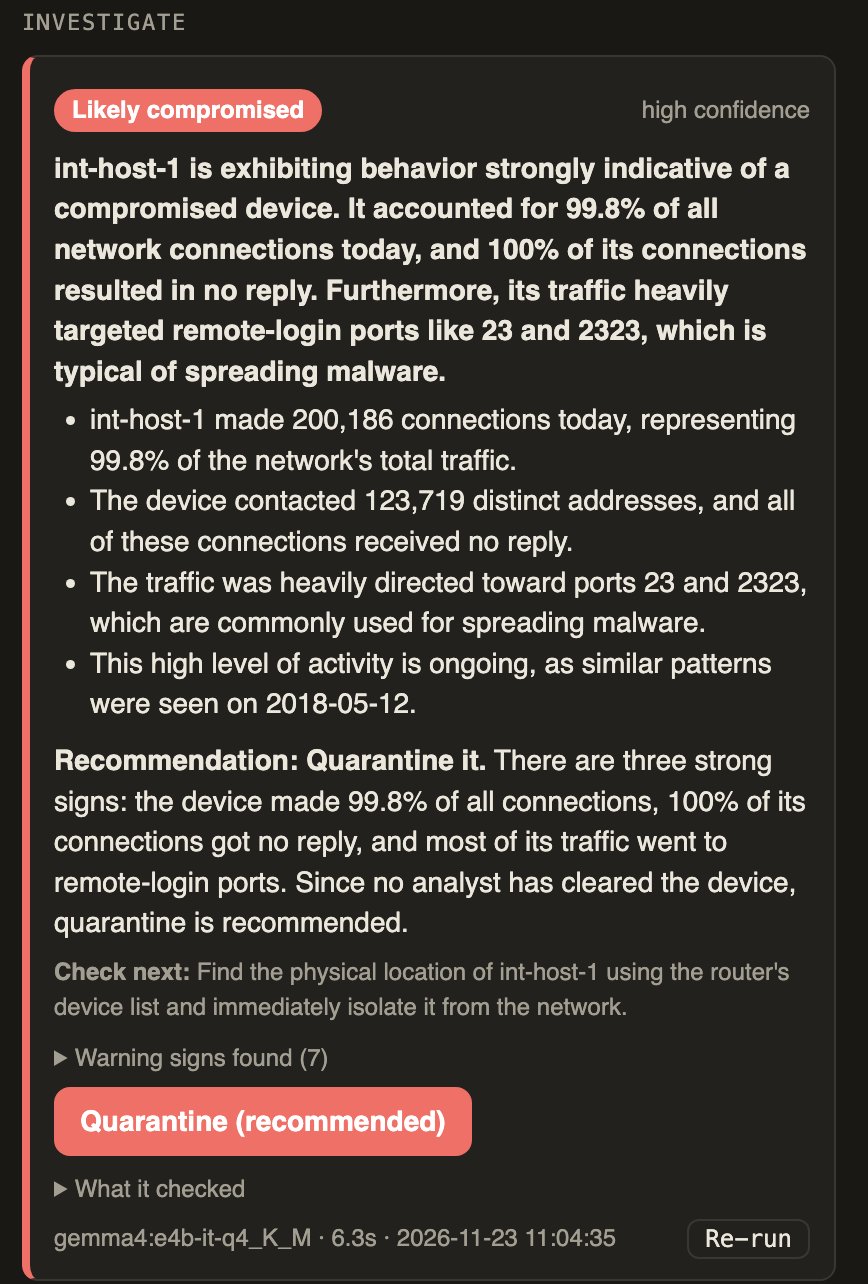 INVESTIGATE
Likely compromised
high confidence
int-host-1 is exhibiting behavior strongly indicative of a
compromised device. It accounted for 99.8% of all
network connections today, and 100% of its connections
resulted in no reply. Furthermore, its traffic heavily
targeted remote-login ports like 23 and 2323, which is
typical of spreading malware.
• int-host-1 made 200,186 connections today, representing
99.8% of the network's total traffic.
• The device contacted 123,719 distinct addresses, and all
of these connections received no reply.
• The traffic was heavily directed toward ports 23 and 2323,
which are commonly used for spreading malware.
• This high level of activity is ongoing, as similar patterns
were seen on 2018-05-12.
Recommendation: Quarantine it. There are three strong
signs: the device made 99.8% of all connections, 100% of its
connections got no reply, and most of its traffic went to
remote-login ports. Since no analyst has cleared the device,
quarantine is recommended.
Check next: Find the physical location of int-host-1 using the router's
device list and immediately isolate it from the network.
▶ Warning signs found (7)
Quarantine (recommended)
▶ What it checked
gemma4:e4b-it-q4_K_M · 6.3s · 2026-11-23 11:04:35
Re-run